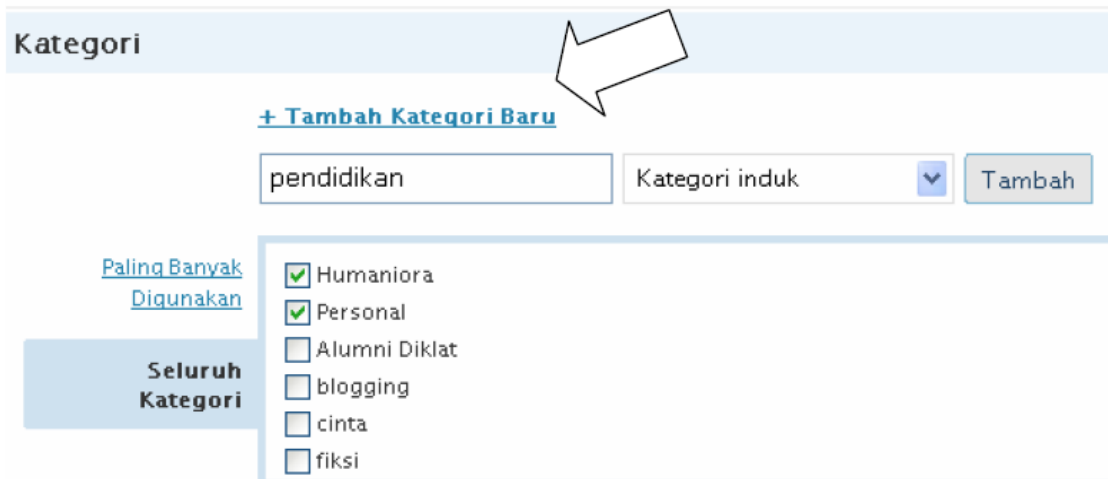 Kategori
+ Tambah Kategori Baru
pendidikan
Kategori induk
Tambah
Paling Banyak
Digunakan
Seluruh
Kategori
Humaniora
Personal
Alumni Diklat
blogging
cinta
fiksi